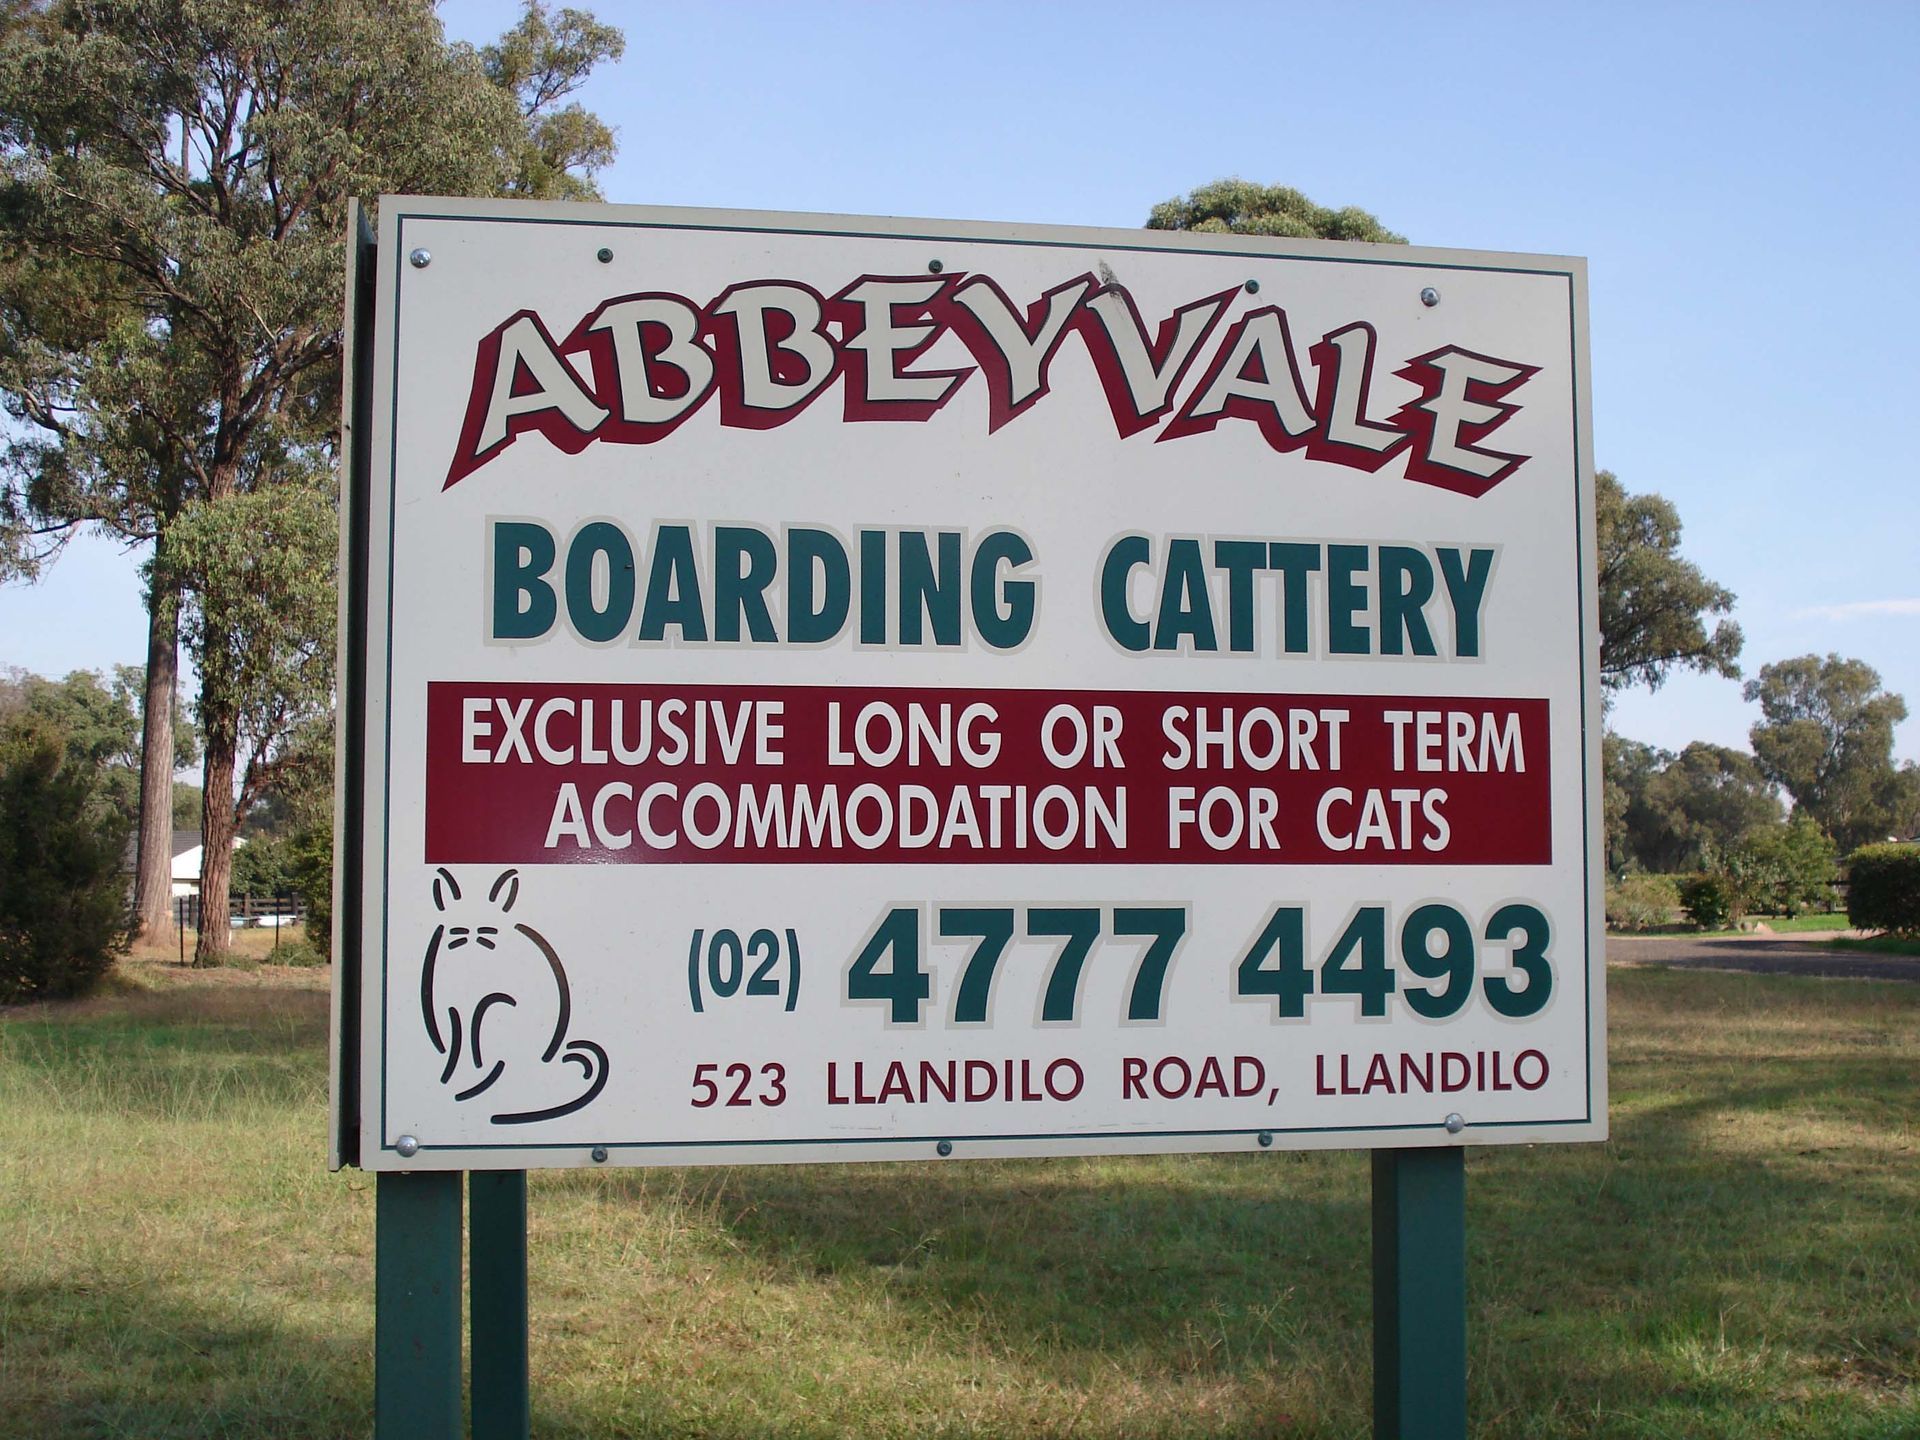 ABBEYVALE
BOARDING CATTERY
EXCLUSIVE LONG OR SHORT TERM
ACCOMMODATION FOR CATS
(02) 4777 4493
523 LLANDILO ROAD, LLANDILO